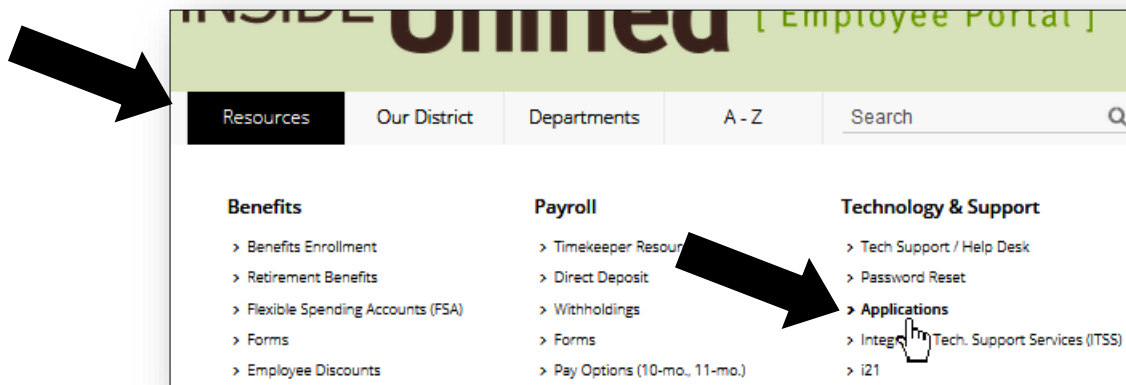 INSIDE Unified [ Employee Portal ]
Resources Our District Departments A - Z Search
Benefits
> Benefits Enrollment
> Retirement Benefits
> Flexible Spending Accounts (FSA)
> Forms
> Employee Discounts
Payroll
> Timekeeper
> Direct Deposit
> Withholdings
> Forms
> Pay Options (10-mo., 11-mo.)
Technology & Support
> Tech Support / Help Desk
> Password Reset
> Applications
> Tech. Support Services (ITSS)
> i21